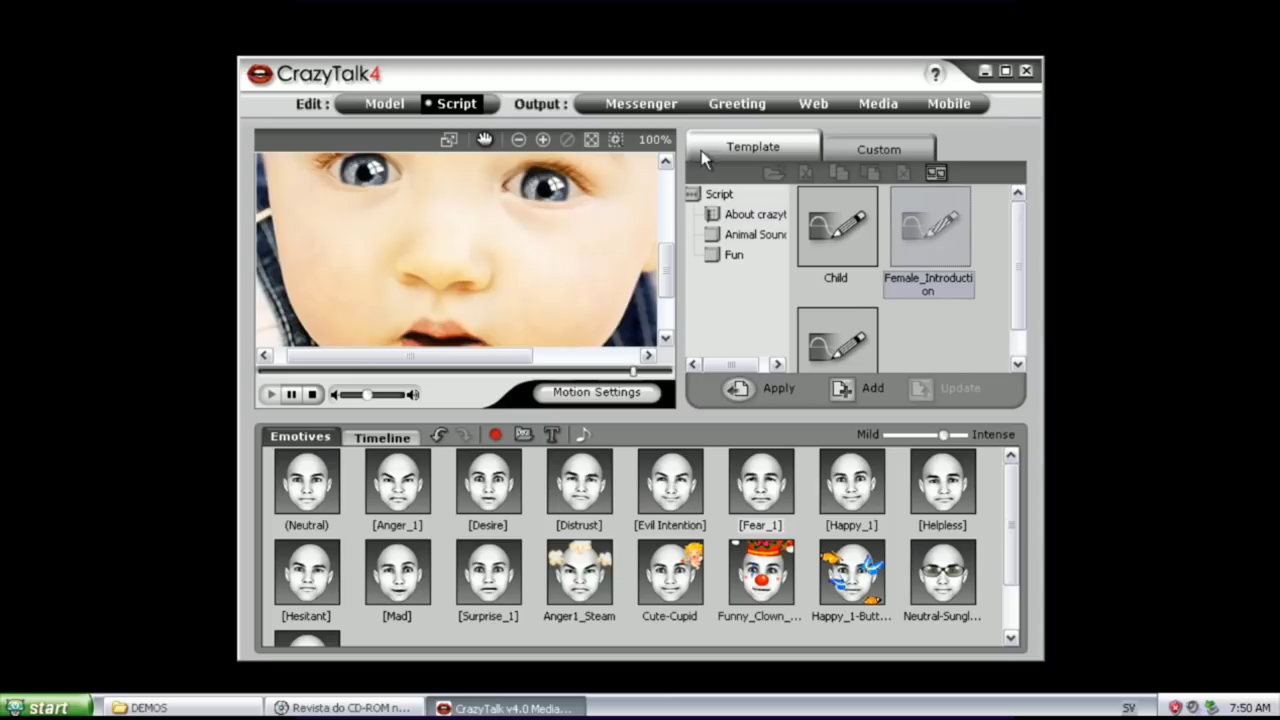 CrazyTalk4
?
Edit :
Model
Script
Output :
Messenger
Greeting
Web
Media
Mobile
100%
Template
Custom
Script
About crazyt
Animal Soun
Fun
Child
Female_Introducti
on
Motion Settings
Apply
Add
Update
Emotives
Timeline
Mild
Intense
(Neutral)
[Anger_1]
[Desire]
[Distrust]
[Evil Intention]
[Fear_1]
[Happy_1]
[Helpless]
[Hesitant]
[Mad]
[Surprise_1]
Anger1_Steam
Cute-Cupid
Funny_Clown_...
Happy_1-Butt...
Neutral-Sungl...
start
DEMOS
Revista do CD-ROM n...
CrazyTalk v4.0 Media...
SV
7:50 AM